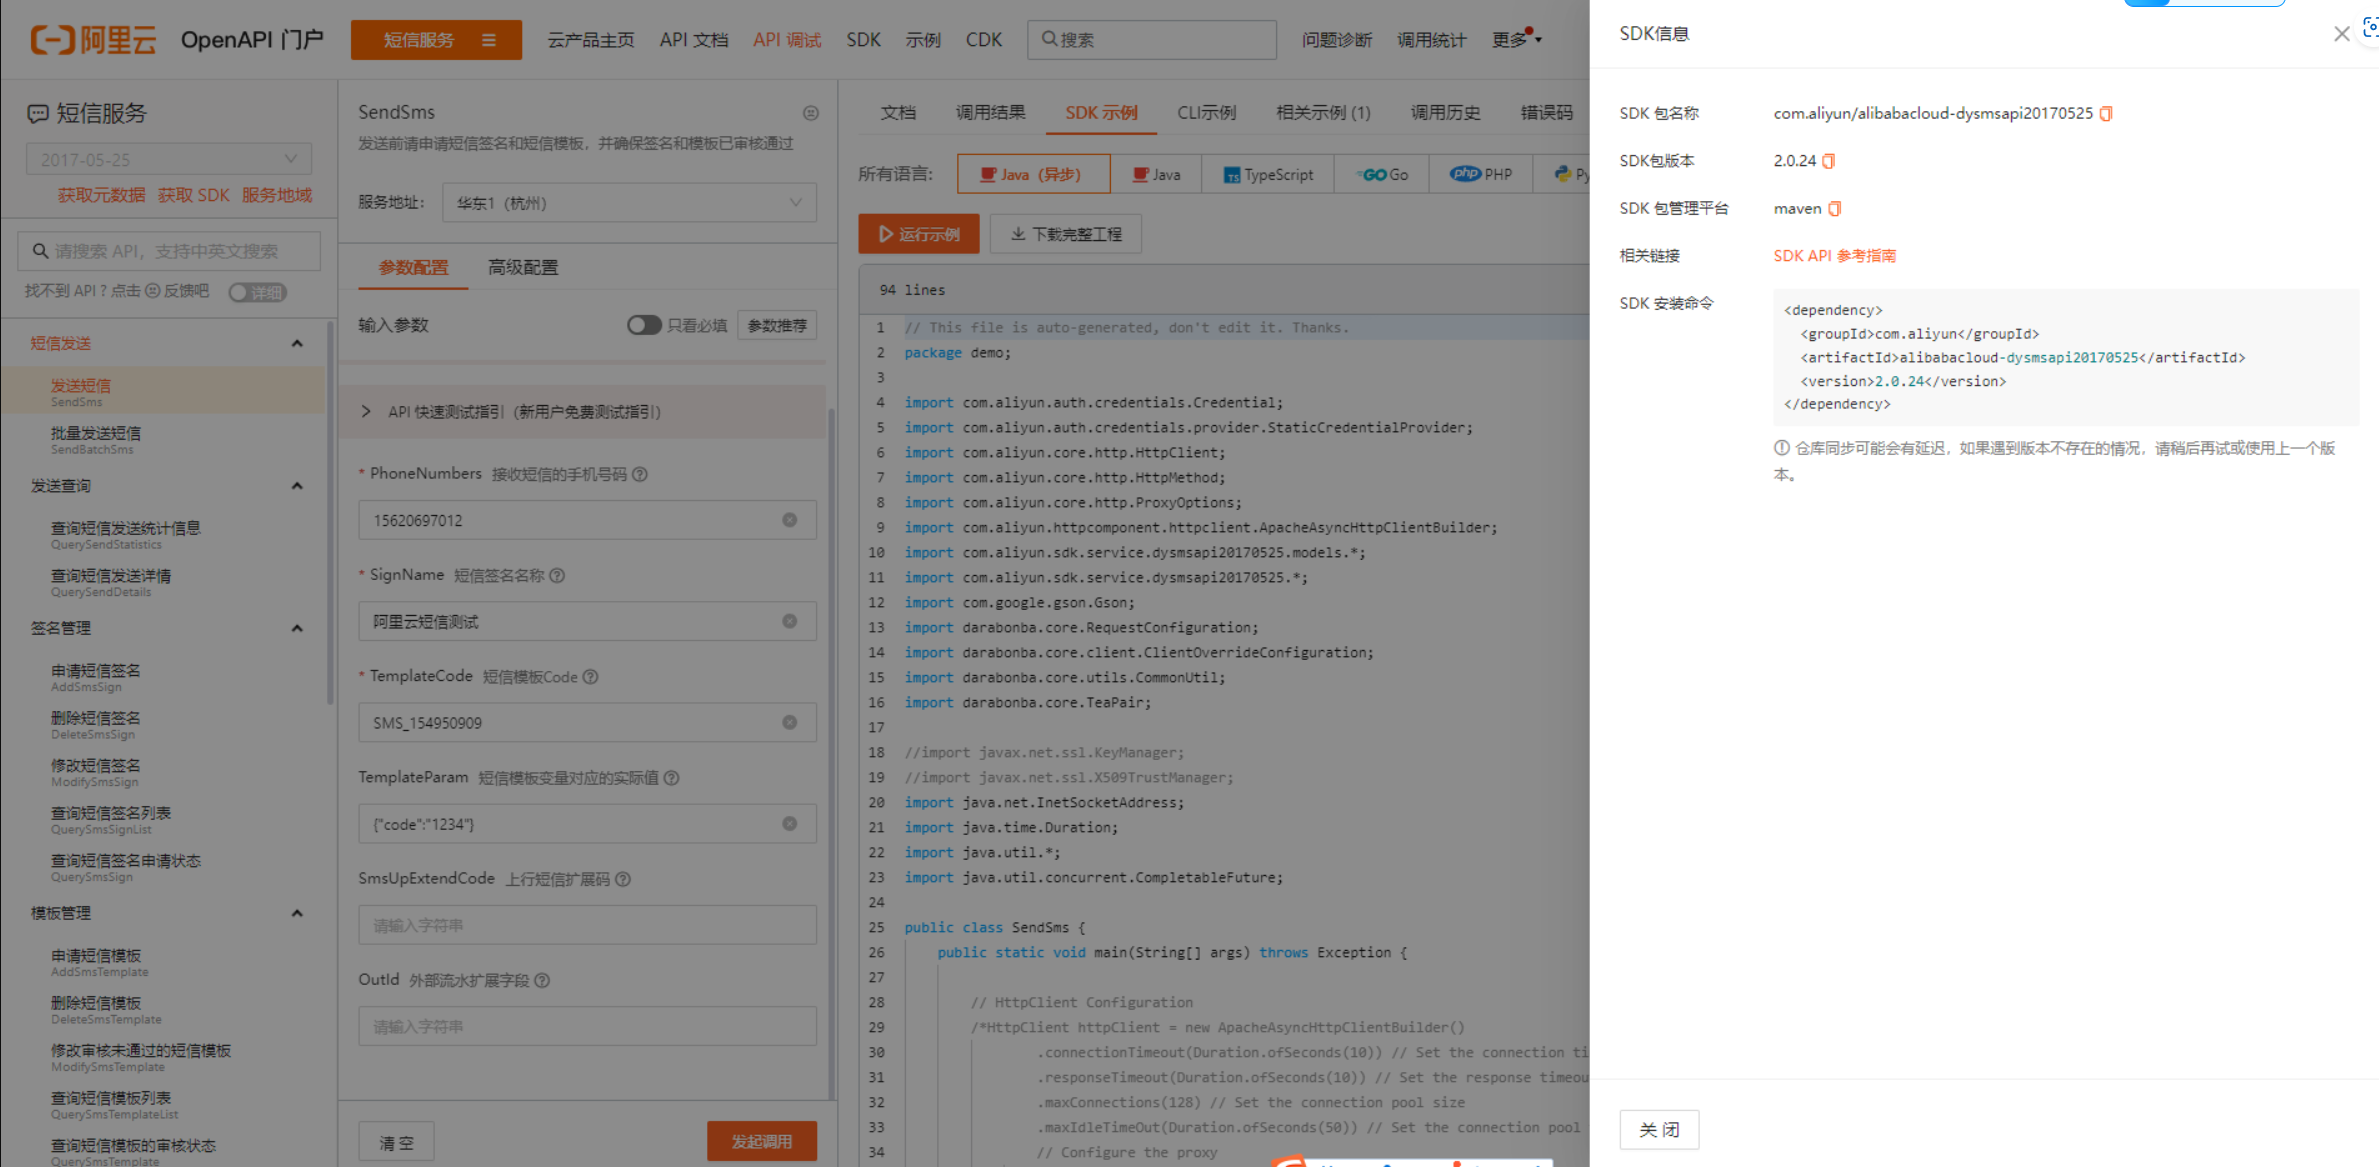 阿里云
OpenAPI 门户
短信服务
云产品主页
API 文档
API 调试
SDK
示例
CDK
搜索
问题诊断
调用统计
更多
短信服务
2017-05-25
获取元数据 获取 SDK 服务地域
请搜索 API，支持中英文搜索
找不到 API ? 点击 反馈吧
详细
短信发送
发送短信
SendSms
批量发送短信
SendBatchSms
发送查询
查询短信发送统计信息
QuerySendStatistics
查询短信发送详情
QuerySendDetails
签名管理
申请短信签名
AddSmsSign
删除短信签名
DeleteSmsSign
修改短信签名
ModifySmsSign
查询短信签名列表
QuerySmsSignList
查询短信签名申请状态
QuerySmsSign
模板管理
申请短信模板
AddSmsTemplate
删除短信模板
DeleteSmsTemplate
修改审核未通过的短信模板
ModifySmsTemplate
查询短信模板列表
QuerySmsTemplateList
查询短信模板的审核状态
QuerySmsTemplate
SendSms
发送前请申请短信签名和短信模板，并确保签名和模板已审核通过
服务地址：
华东1（杭州）
参数配置
高级配置
输入参数
只看必填
参数推荐
API 快速测试指引（新用户免费测试指引）
* PhoneNumbers 接收短信的手机号码
15620697012
* SignName 短信签名名称
阿里云短信测试
* TemplateCode 短信模板Code
SMS_154950909
TemplateParam 短信模板变量对应的实际值
{"code":"1234"}
SmsUpExtendCode 上行短信扩展码
请输入字符串
OutId 外部流水扩展字段
请输入字符串
清 空
发起调用
文档
调用结果
SDK 示例
CLI示例
相关示例 (1)
调用历史
错误码
所有语言：
Java（异步）
Java
TS TypeScript
GO Go
php PHP
Py
运行示例
下载完整工程
94 lines
1 // This file is auto-generated, don't edit it. Thanks.
2 package demo;
3
4 import com.aliyun.auth.credentials.Credential;
5 import com.aliyun.auth.credentials.provider.StaticCredentialProvider;
6 import com.aliyun.core.http.HttpClient;
7 import com.aliyun.core.http.HttpMethod;
8 import com.aliyun.core.http.ProxyOptions;
9 import com.aliyun.httpcomponent.httpclient.ApacheAsyncHttpClientBuilder;
10 import com.aliyun.sdk.service.dysmsapi20170525.models.*;
11 import com.aliyun.sdk.service.dysmsapi20170525.*;
12 import com.google.gson.Gson;
13 import darabonba.core.RequestConfiguration;
14 import darabonba.core.client.ClientOverrideConfiguration;
15 import darabonba.core.utils.CommonUtil;
16 import darabonba.core.TeaPair;
17
18 //import javax.net.ssl.KeyManager;
19 //import javax.net.ssl.X509TrustManager;
20 import java.net.InetSocketAddress;
21 import java.time.Duration;
22 import java.util.*;
23 import java.util.concurrent.CompletableFuture;
24
25 public class SendSms {
26 public static void main(String[] args) throws Exception {
27
28 // HttpClient Configuration
29 /*HttpClient httpClient = new ApacheAsyncHttpClientBuilder()
30 .connectionTimeout(Duration.ofSeconds(10)) // Set the connection ti
31 .responseTimeout(Duration.ofSeconds(10)) // Set the response timeou
32 .maxConnections(128) // Set the connection pool size
33 .maxIdleTimeOut(Duration.ofSeconds(50)) // Set the connection pool
34 // Configure the proxy
SDK信息
SDK 包名称
com.aliyun/alibabacloud-dysmsapi20170525
SDK包版本
2.0.24
SDK 包管理平台
maven
相关链接
SDK API 参考指南
SDK 安装命令
<dependency>
<groupId>com.aliyun</groupId>
<artifactId>alibabacloud-dysmsapi20170525</artifactId>
<version>2.0.24</version>
</dependency>
仓库同步可能会有延迟，如果遇到版本不存在的情况，请稍后再试或使用上一个版
本。
关 闭